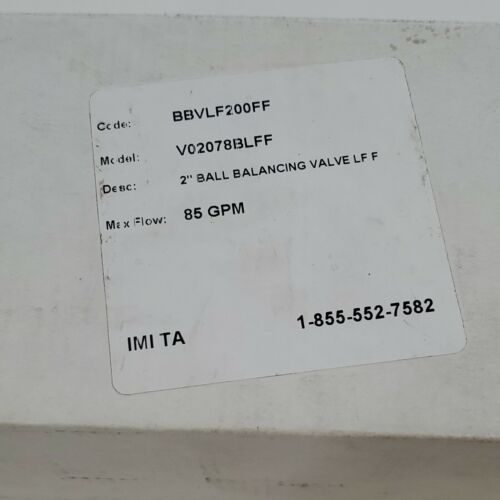 Code: BBVLF200FF
Model: V02078BLFF
Desc: 2" BALL BALANCING VALVE LF F
Max Flow: 85 GPM
IMI TA 1-855-552-7582